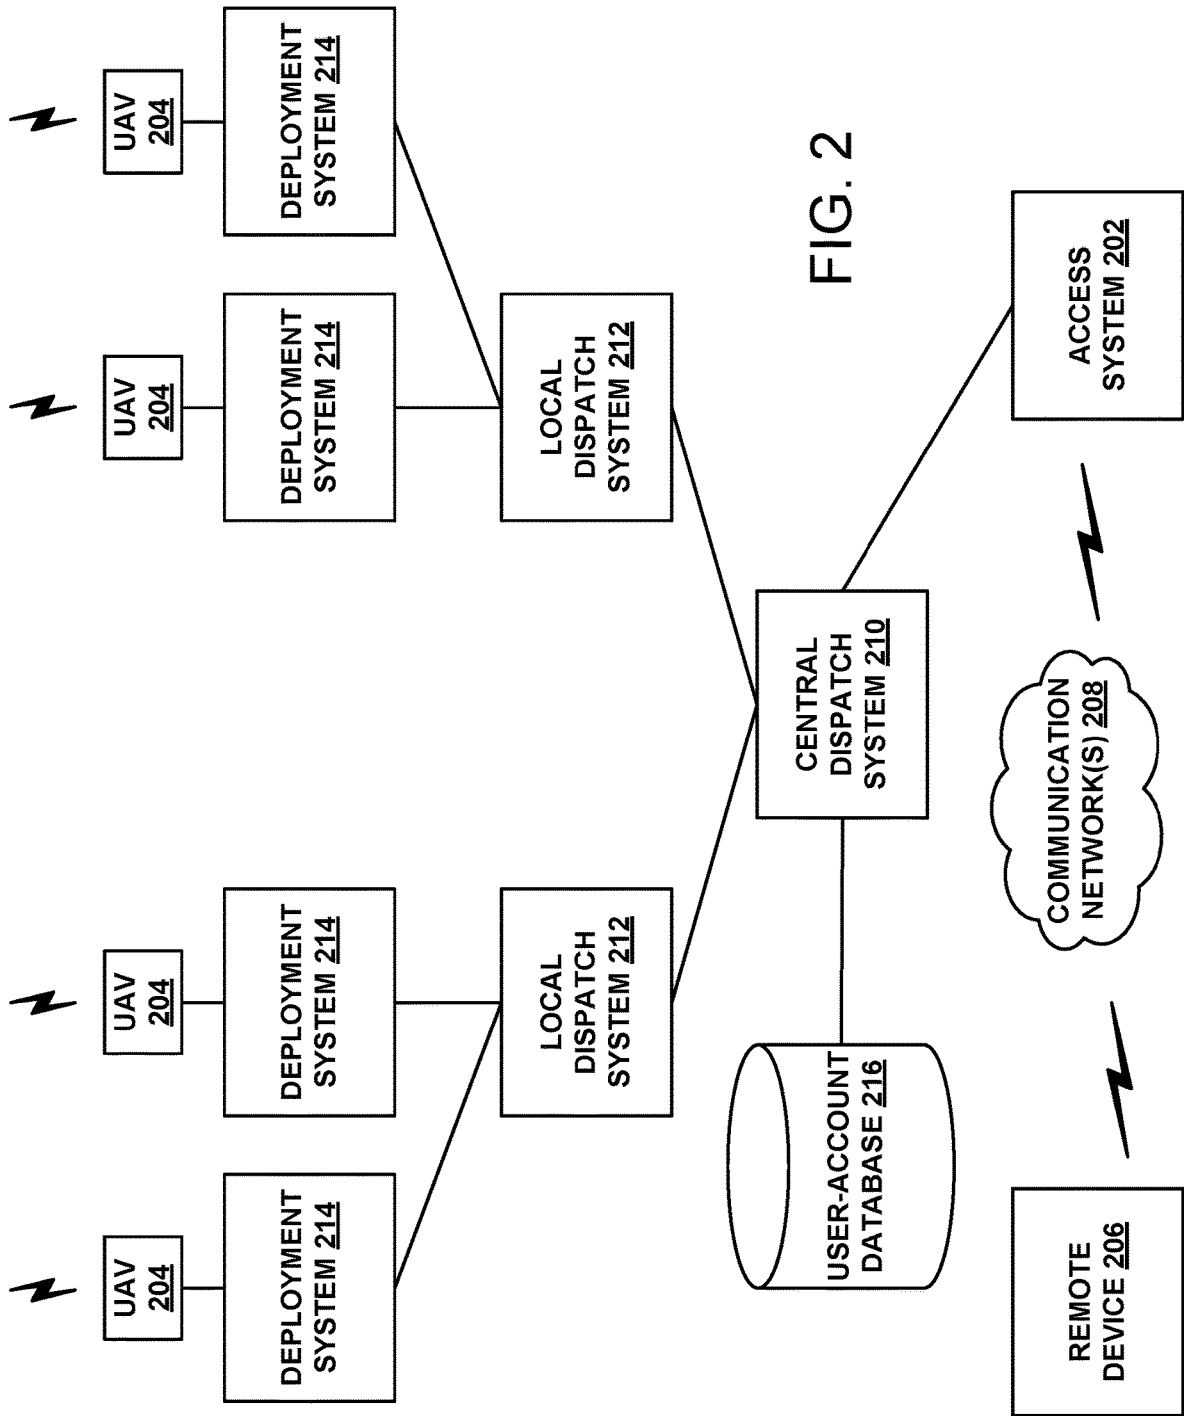 UAV
204
UAV
204
UAV
204
UAV
204
DEPLOYMENT
SYSTEM 214
DEPLOYMENT
SYSTEM 214
DEPLOYMENT
SYSTEM 214
DEPLOYMENT
SYSTEM 214
LOCAL
DISPATCH
SYSTEM 212
LOCAL
DISPATCH
SYSTEM 212
USER-ACCOUNT
DATABASE 216
CENTRAL
DISPATCH
SYSTEM 210
FIG. 2
REMOTE
DEVICE 206
COMMUNICATION
NETWORK(S) 208
ACCESS
SYSTEM 202